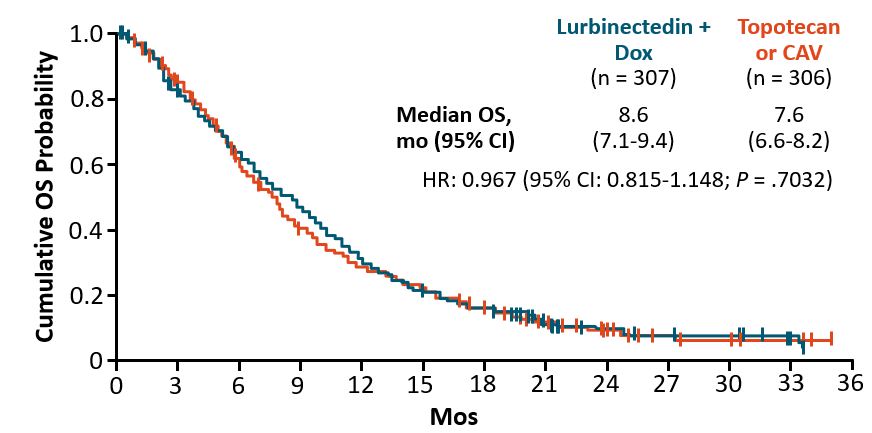 Lurbinectedin + Topotecan
Dox or CAV
(n = 307) (n = 306)
Median OS, 8.6 7.6
mo (95% CI) (7.1-9.4) (6.6-8.2)
HR: 0.967 (95% CI: 0.815-1.148; P = .7032)
Cumulative OS Probability
1.0
0.8
0.6
0.4
0.2
0
0 3 6 9 12 15 18 21 24 27 30 33 36
Mos